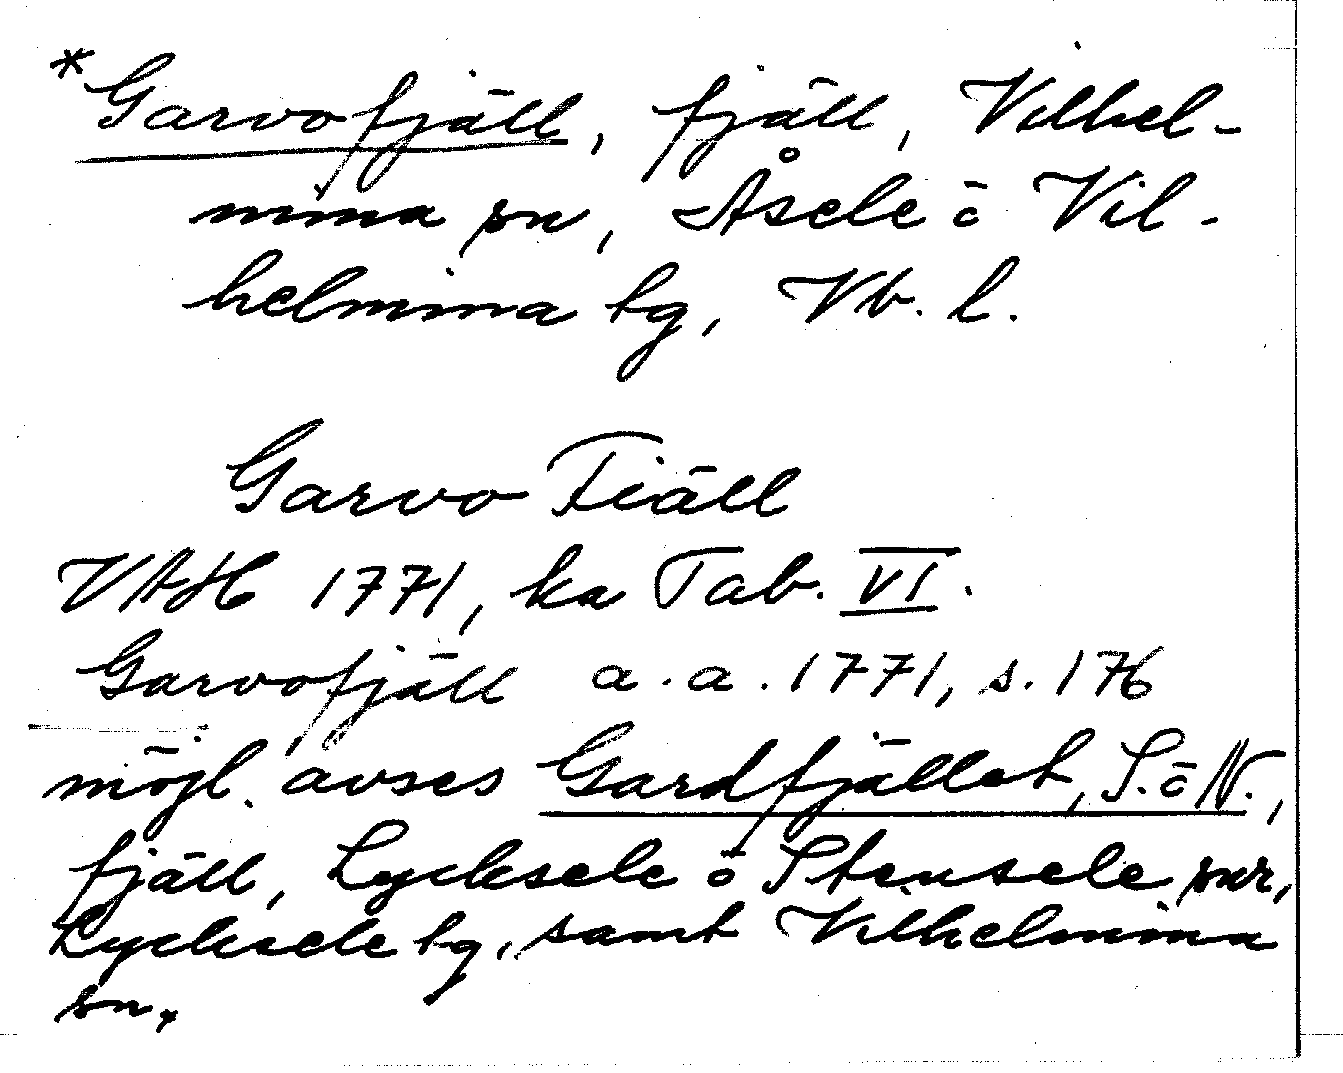 *Garvofjäll, fjäll, Vilhel-
mina sn, Åsele ö Vil-
helmina tg, Vb. l.
Garvo Fiäll
VAH 1771, ka Tab. VI.
Garvofjäll a.a. 1771, s. 176
möjl. avses Gardfjället, S. ö N.,
fjäll, Lycksele ö Stensele snr,
Lycksele tg, samt Vilhelmina
sn.